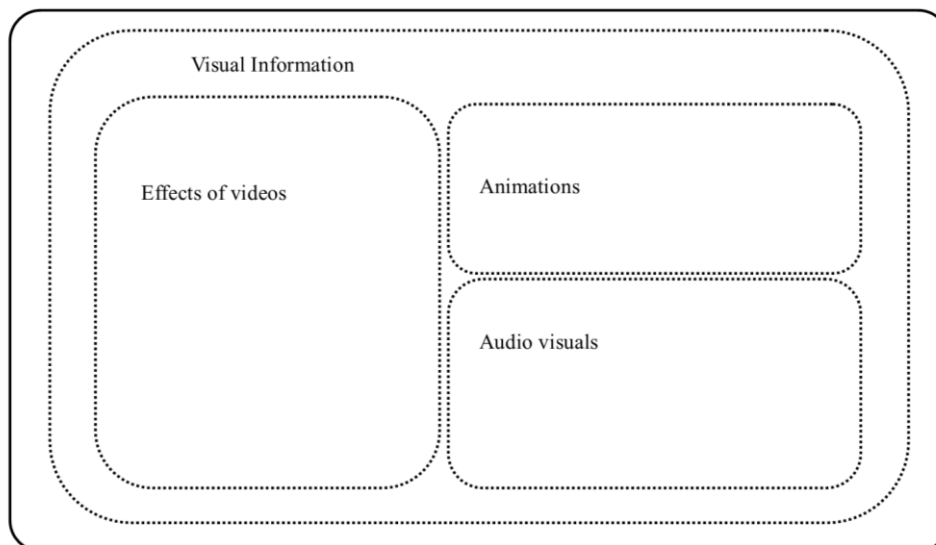 Visual Information
Effects of videos
Animations
Audio visuals